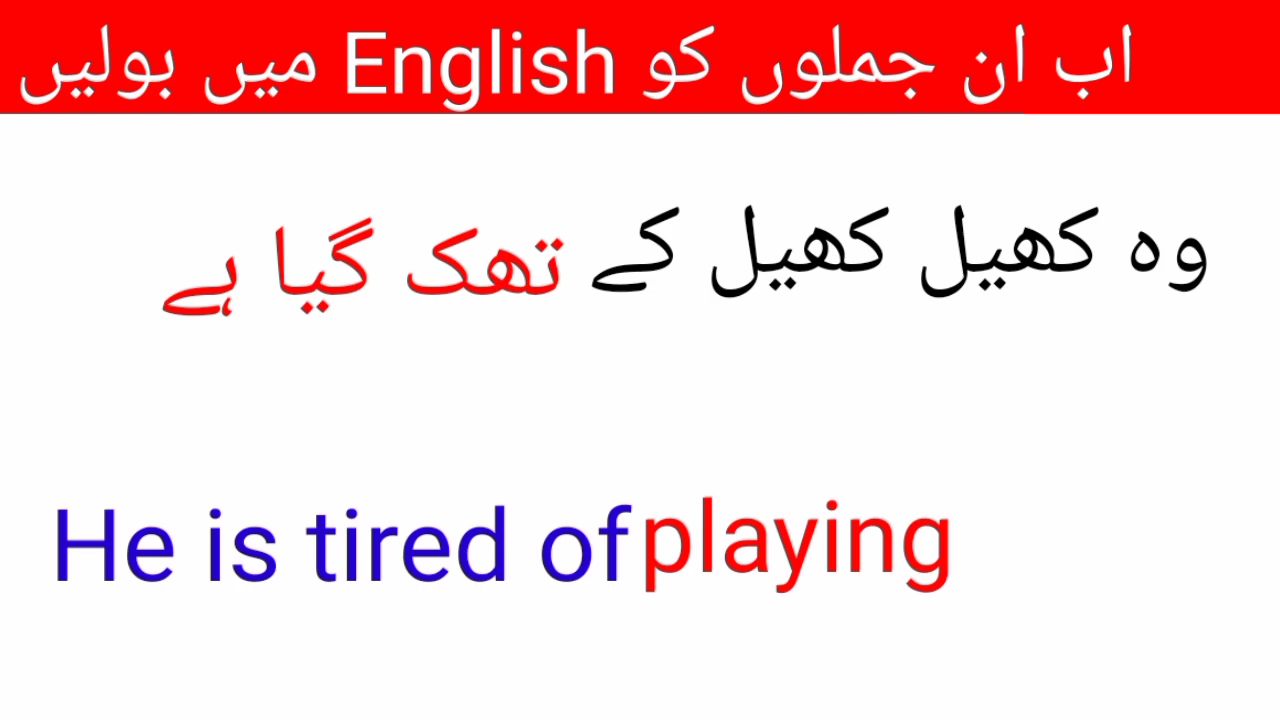 اب ان جملوں کو English میں بولیں
وہ کھیل کھیل کے تھک گیا ہے
He is tired of playing